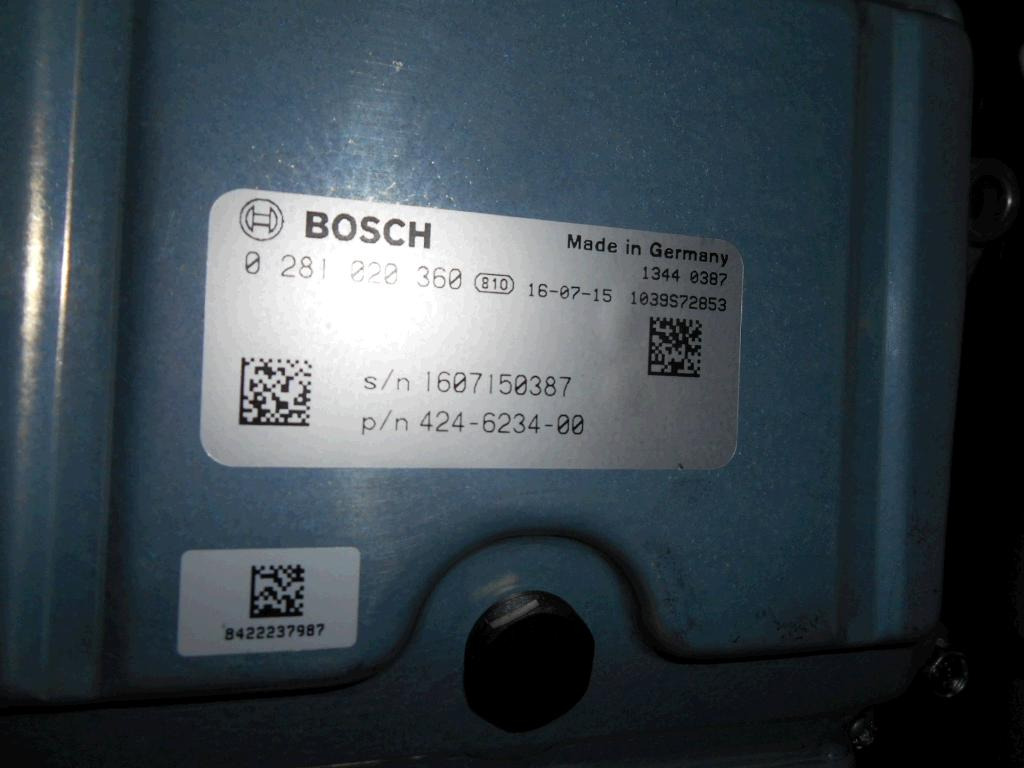 BOSCH
Made in Germany
0 281 020 360 810 16-07-15
1344 0387
1039S72853
s/n 1607150387
p/n 424-6234-00
8422237987